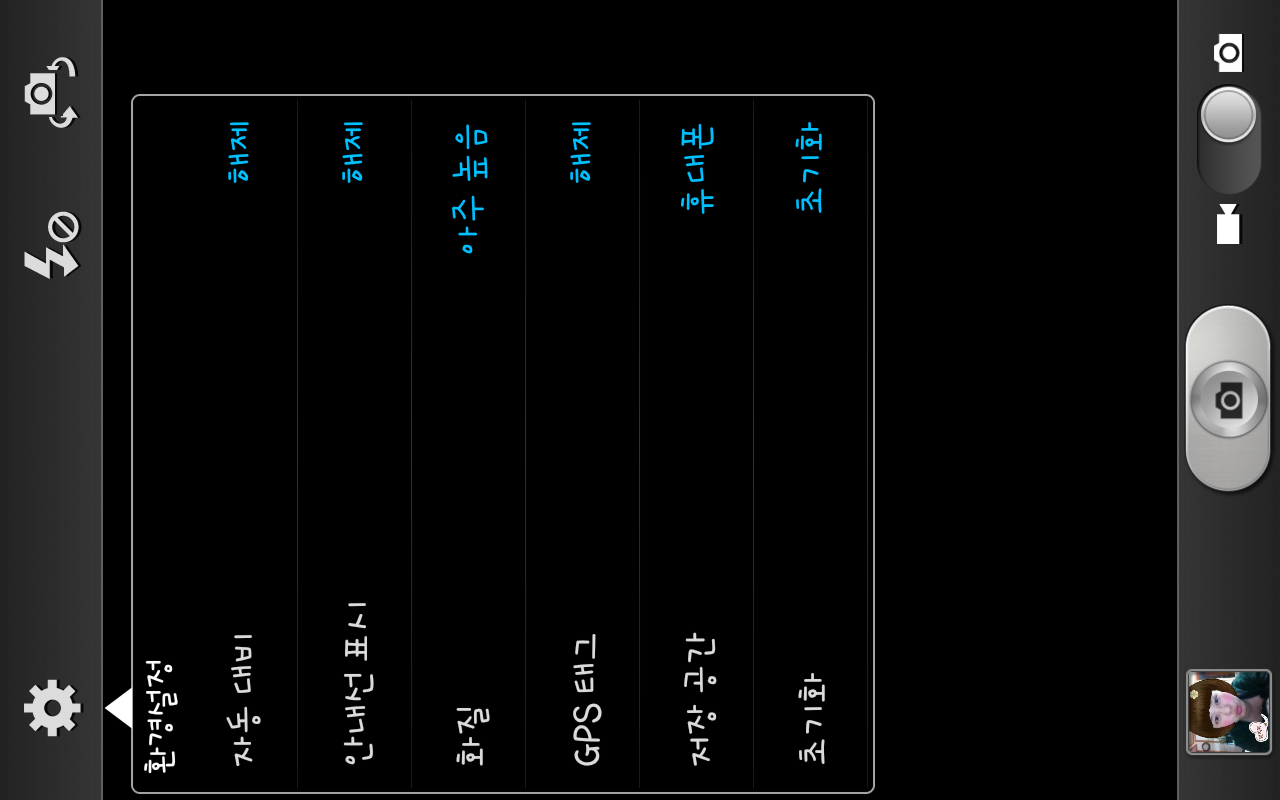 환경설정
자동 대비 해제
안내선 표시 해제
화질 아주 높음
GPS 태그 해제
저장 공간 휴대폰
초기화 초기화